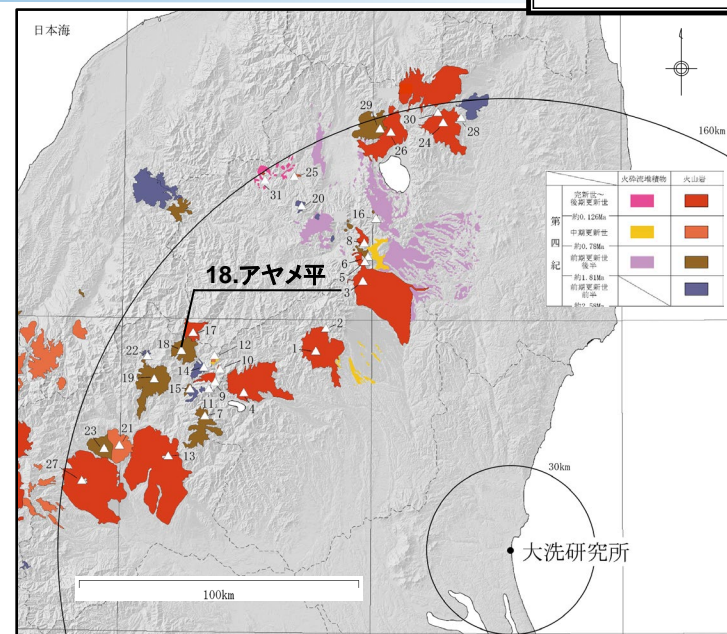 日本海
160km
火砕流堆積物 火山岩
第四紀
完新世～
後期更新世
約0.126Ma
中期更新世
約0.78Ma
前期更新世
後半
約1.81Ma
前期更新世
前半
約2.58Ma
29
30
24
28
26
25
31
20
16
8
6
5
3
18.アヤメ平
17
2
18
12
1
22
14
10
19
15
9
11
4
7
23
21
13
27
30km
大洗研究所
100km